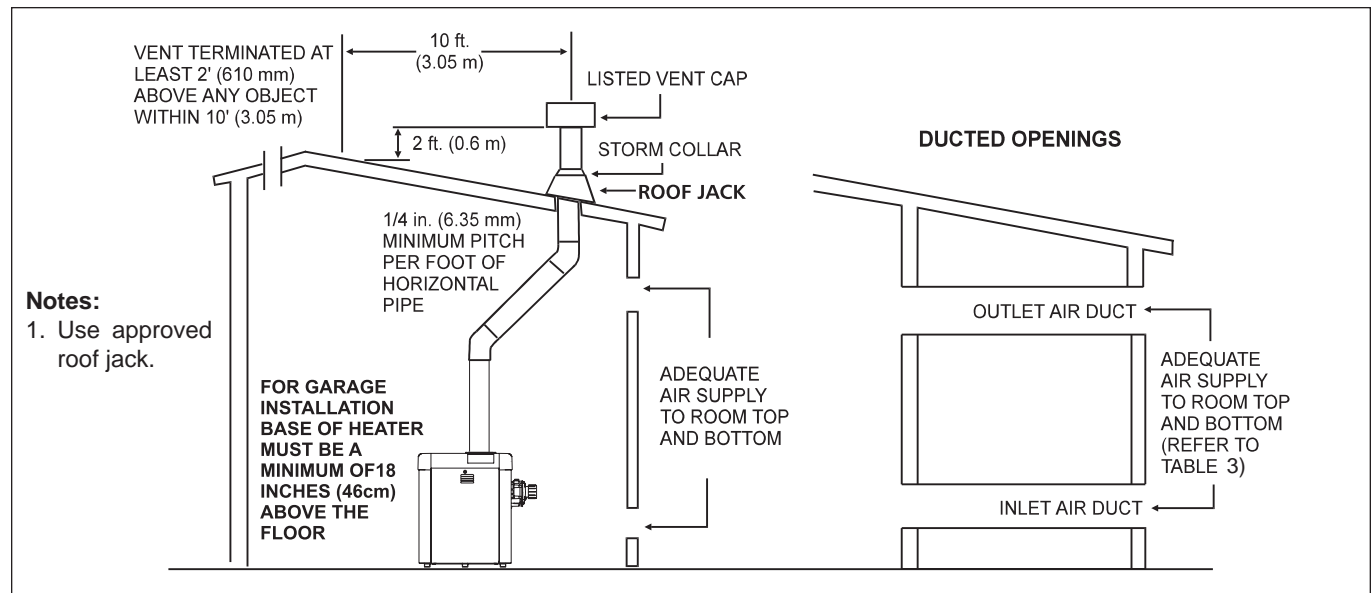 VENT TERMINATED AT
LEAST 2' (610 mm)
ABOVE ANY OBJECT
WITHIN 10' (3.05 m)
10 ft.
(3.05 m)
LISTED VENT CAP
2 ft. (0.6 m)
STORM COLLAR
ROOF JACK
1/4 in. (6.35 mm)
MINIMUM PITCH
PER FOOT OF
HORIZONTAL
PIPE
Notes:
1. Use approved
roof jack.
FOR GARAGE
INSTALLATION
BASE OF HEATER
MUST BE A
MINIMUM OF18
INCHES (46cm)
ABOVE THE
FLOOR
ADEQUATE
AIR SUPPLY
TO ROOM TOP
AND BOTTOM
DUCTED OPENINGS
OUTLET AIR DUCT
ADEQUATE
AIR SUPPLY
TO ROOM TOP
AND BOTTOM
(REFER TO
TABLE 3)
INLET AIR DUCT